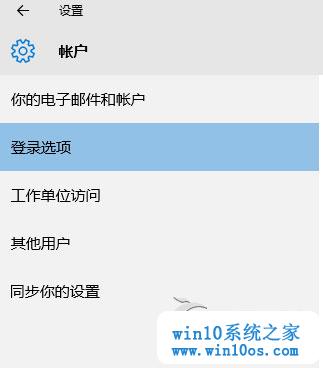 设置
帐户
你的电子邮件和帐户
登录选项
工作单位访问
其他用户
同步你的设置
win10系统之家
www.win10os.com